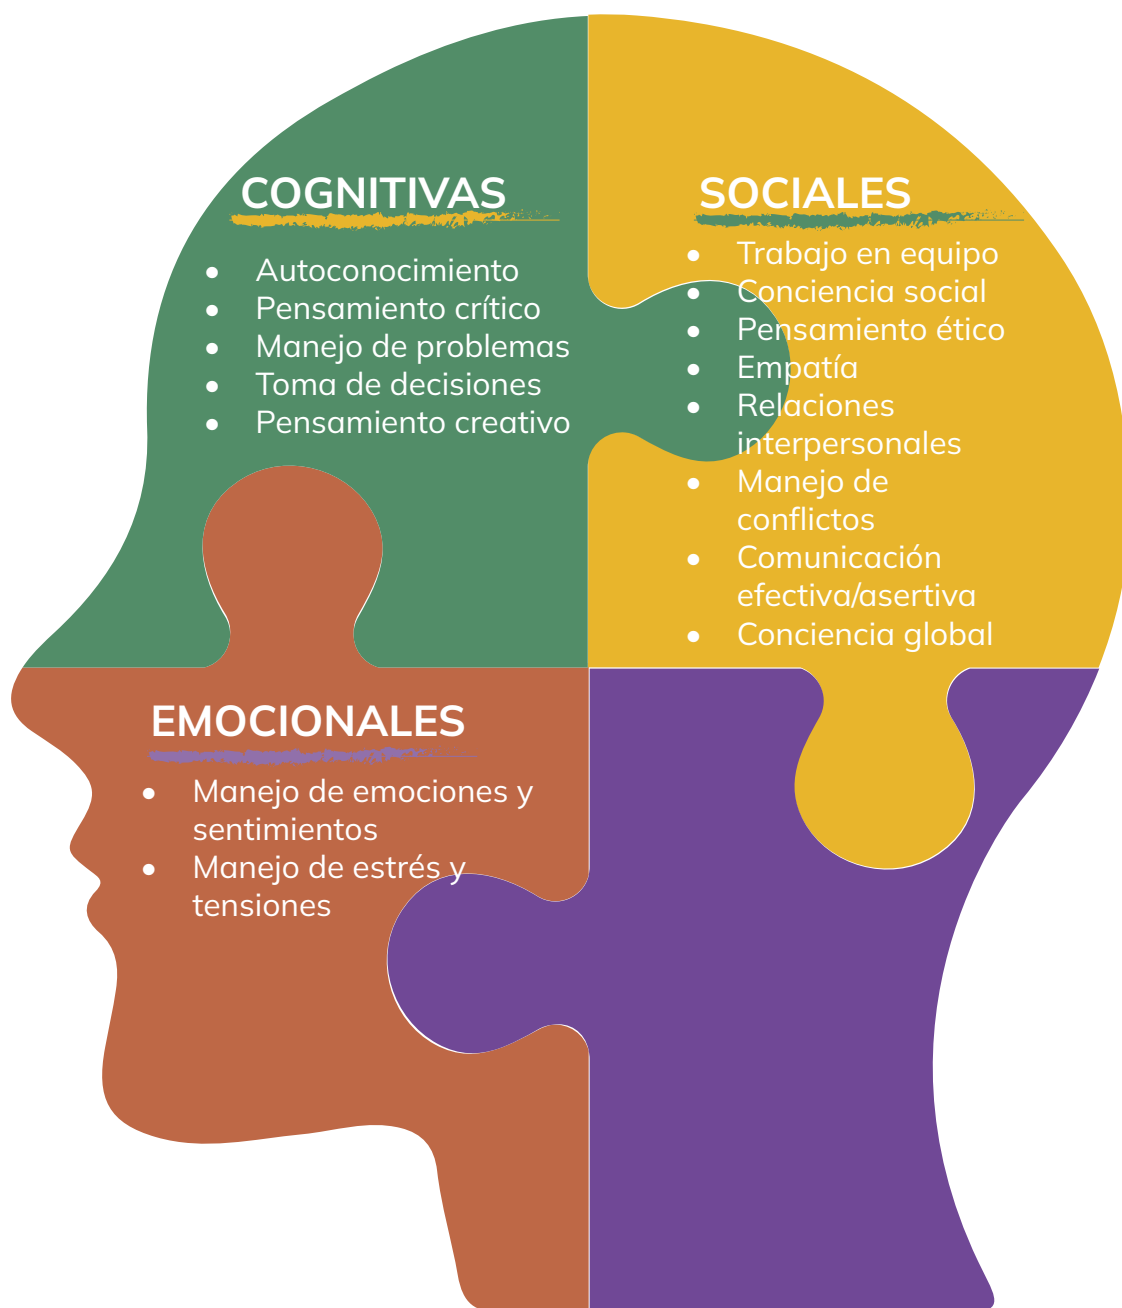 COGNITIVAS
● Autoconocimiento
● Pensamiento crítico
● Manejo de problemas
● Toma de decisiones
● Pensamiento creativo
SOCIALES
● Trabajo en equipo
● Conciencia social
● Pensamiento ético
● Empatía
● Relaciones
interpersonales
● Manejo de
conflictos
● Comunicación
efectiva/asertiva
● Conciencia global
EMOCIONALES
● Manejo de emociones y
sentimientos
● Manejo de estrés y
tensiones